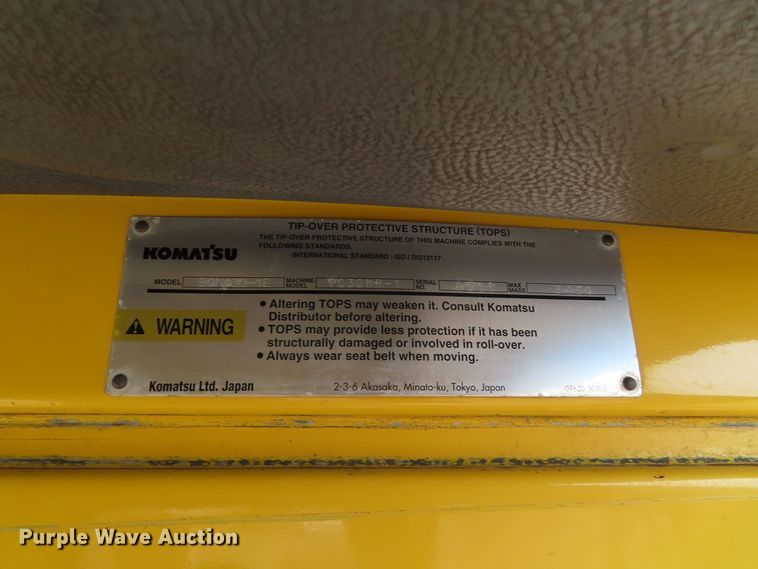 TIP-OVER PROTECTIVE STRUCTURE (TOPS)
THE TIP-OVER PROTECTIVE STRUCTURE OF THIS MACHINE COMPLIES WITH THE
FOLLOWING STANDARDS.
INTERNATIONAL STANDARD : ISO / DIS12117
KOMATSU
MODEL MACHINE MODEL PC30MR-1 SERIAL NO. MAX MASS
• Altering TOPS may weaken it. Consult Komatsu
Distributor before altering.
WARNING
• TOPS may provide less protection if it has been
structurally damaged or involved in roll-over.
• Always wear seat belt when moving.
Komatsu Ltd. Japan 2-3-6 Akasaka, Minato-ku, Tokyo, Japan
Purple Wave Auction